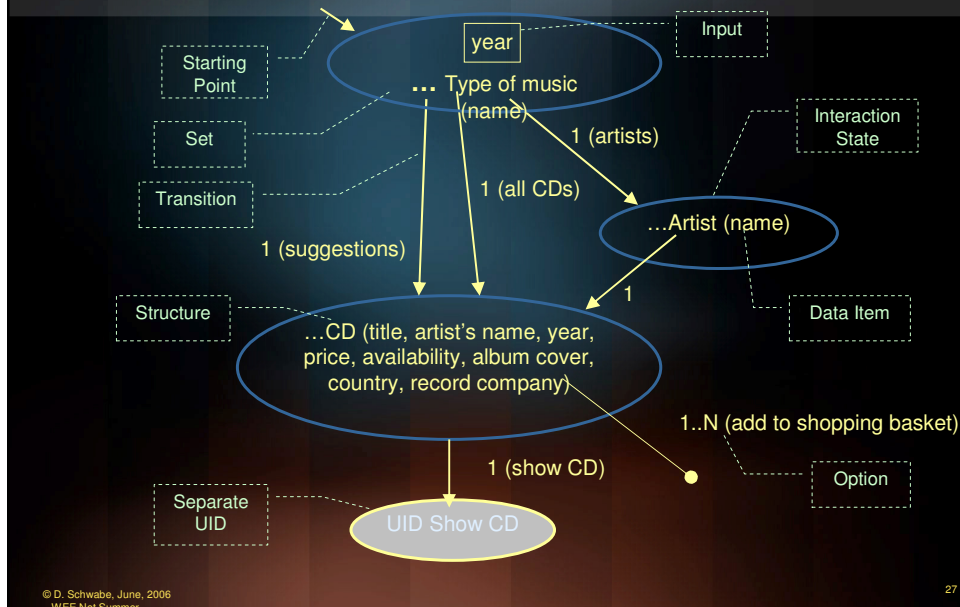 year
Input
Starting
Point
... Type of music
(name)
Set
Interaction
State
1 (artists)
Transition
1 (all CDs)
...Artist (name)
1 (suggestions)
1
Structure
Data Item
...CD (title, artist's name, year,
price, availability, album cover,
country, record company)
1..N (add to shopping basket)
1 (show CD)
Option
Separate
UID
UID Show CD
© D. Schwabe, June, 2006
27